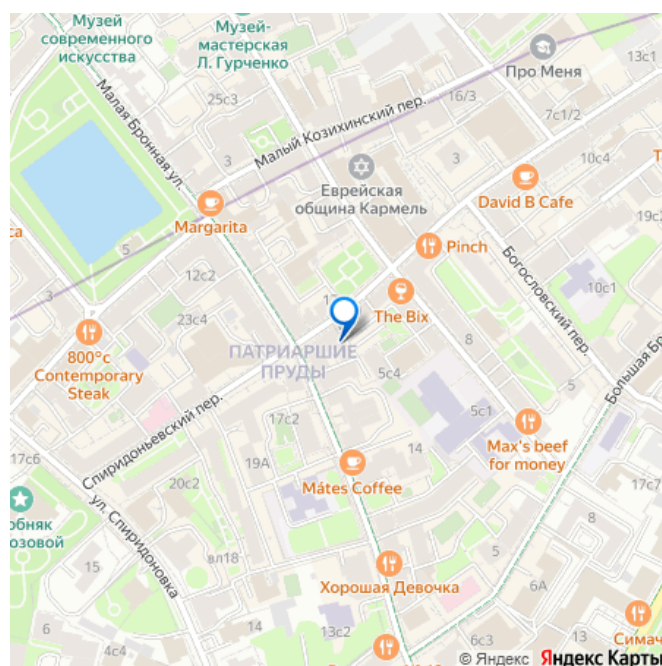 Музей
современного
искусства
Музей-
мастерская
Л. Гурченко
25с3
Про Меня
13с1
16/3
7с1/2
Малый Козихинский пер.
Малая Бронная ул.
3
3
10с4
Еврейская
община Кармель
David B Cafe
19с2
Margarita
5
Pinch
Богословский пер.
12с2
10с1
The Bix
23с4
ПАТРИАРШИЕ
ПРУДЫ
800°с
Contemporary
Steak
8
5с4
Спиридоньевский пер.
17с2
5с1
14
Max's beef
for money
19А
17с6
Mátes Coffee
20с2
17с7
ул. Спиридоновка
8
вл18
15
5
Хорошая Девочка
6А
6
13с2
4
6с3
© Яндекс Яндекс Карты